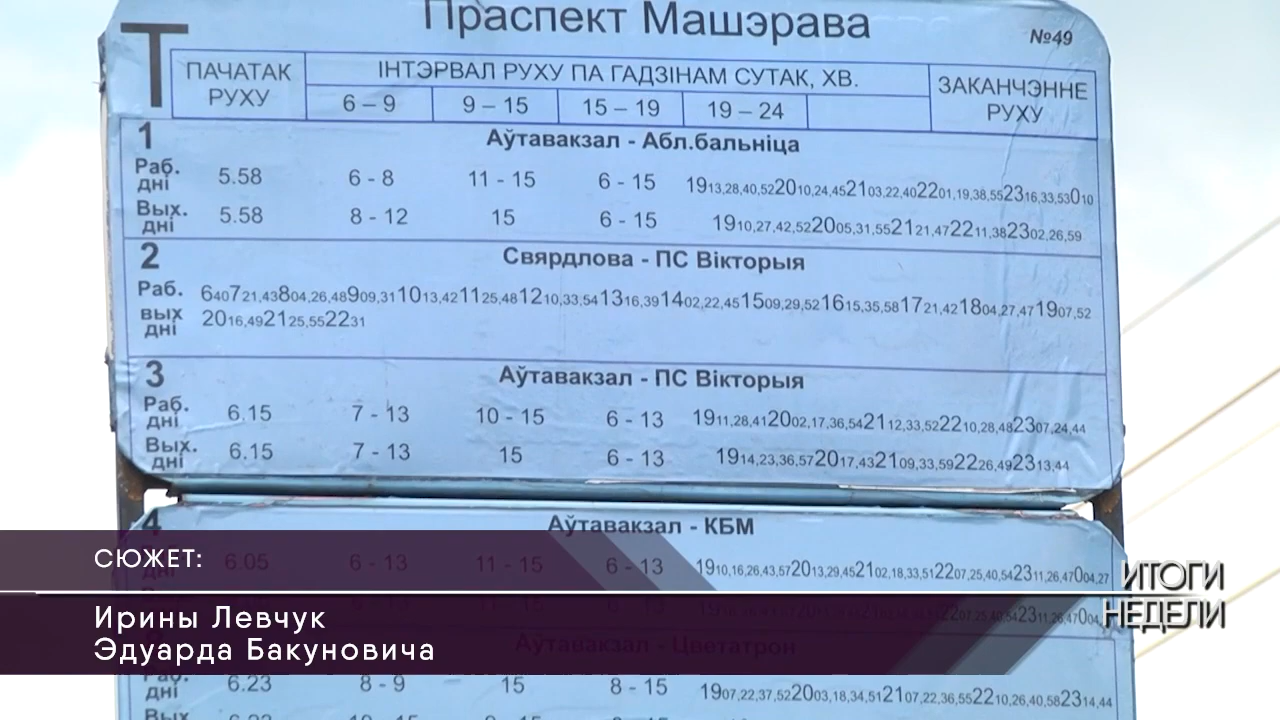 Праспект Машэрава
Т
№49
ПАЧАТАК РУХУ
ІНТЭРВАЛ РУХУ ПА ГАДЗІНАМ СУТАК, ХВ.
ЗАКАНЧЭННЕ РУХУ
6 – 9 9 – 15 15 – 19 19 – 24
1 Аўтавакзал - Абл.бальніца
Раб. дні 5.58 6 - 8 11 - 15 6 - 15 1913,28,40,522010,24,452103,22,402201,19,38,552316,33,53010
Вых. дні 5.58 8 - 12 15 6 - 15 1910,27,42,522005,31,552121,472211,382302,26,59
2 Свярдлова - ПС Вікторыя
Раб. 640721,43804,26,48909,311013,421125,481210,33,541316,391402,22,451509,29,521615,35,581721,421804,27,471907,52
вых дні 2016,492125,552231
3 Аўтавакзал - ПС Вікторыя
Раб. дні 6.15 7 - 13 10 - 15 6 - 13 1911,28,412002,17,36,542112,33,522210,28,482307,24,44
Вых. дні 6.15 7 - 13 15 6 - 13 1914,23,36,572017,432109,33,592226,492313,44
4 Аўтавакзал - КБМ
6.05 6 - 13 11 - 15 6 - 13 1910,16,26,43,572013,29,452102,18,33,512207,25,40,542311,26,47004,27
Аўтавакзал - Цветатрон
Раб. дні 6.23 8 - 9 15 8 - 15 1907,22,37,522003,18,34,512107,22,36,552210,26,40,582314,44
Вых.
СЮЖЕТ:
Ирины Левчук
Эдуарда Бакуновича
ИТОГИ
НЕДЕЛИ